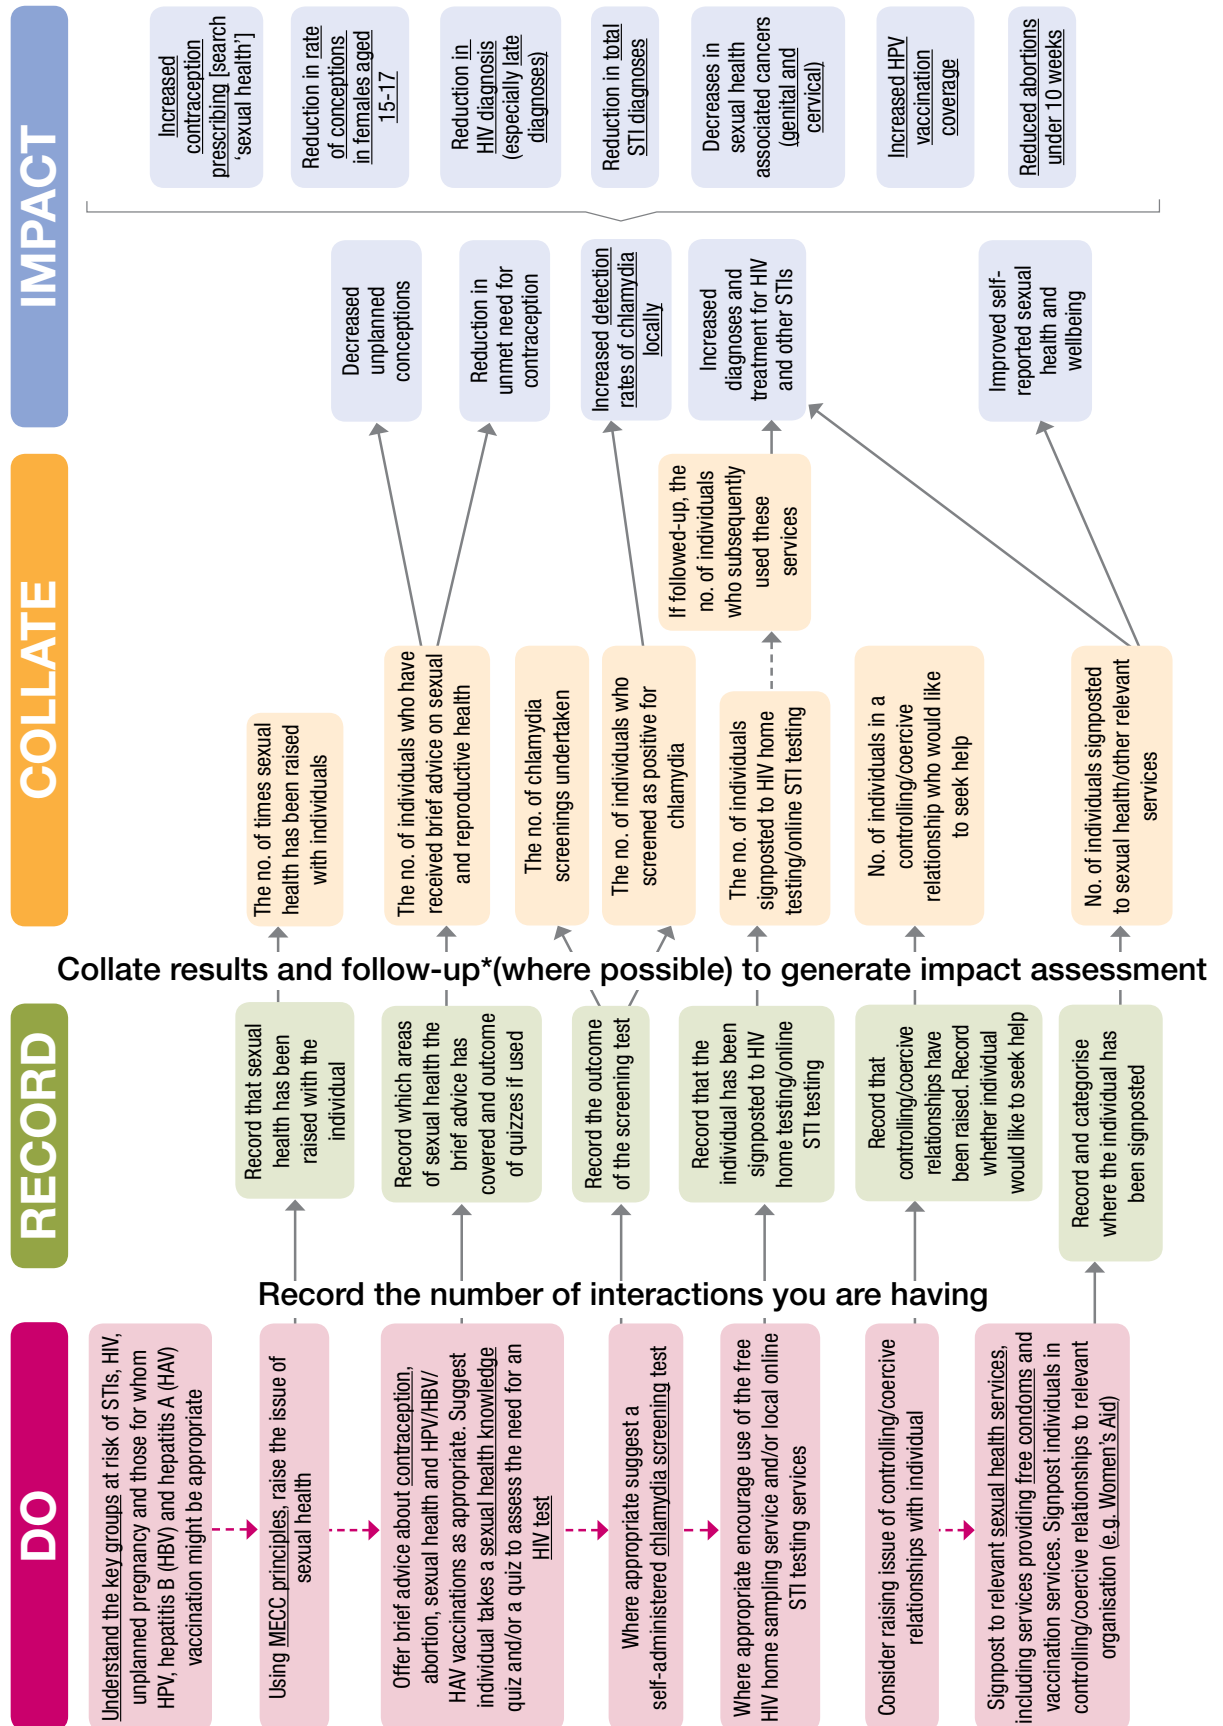 DO
Understand the key groups at risk of STIs, HIV,
unplanned pregnancy and those for whom
HPV, hepatitis B (HBV) and hepatitis A (HAV)
vaccination might be appropriate
Using MECC principles, raise the issue of
sexual health
Offer brief advice about contraception,
abortion, sexual health and HPV/HBV/
HAV vaccinations as appropriate. Suggest
individual takes a sexual health knowledge
quiz and/or a quiz to assess the need for an
HIV test
Where appropriate suggest a
self-administered chlamydia screening test
Where appropriate encourage use of the free
HIV home sampling service and/or local online
STI testing services
Consider raising issue of controlling/coercive
relationships with individual
Signpost to relevant sexual health services,
including services providing free condoms and
vaccination services. Signpost individuals in
controlling/coercive relationships to relevant
organisation (e.g. Women's Aid)
Record the number of interactions you are having
RECORD
Record that sexual
health has been
raised with the
individual
Record which areas
of sexual health the
brief advice has
covered and outcome
of quizzes if used
Record the outcome
of the screening test
Record that the
individual has been
signposted to HIV
home testing/online
STI testing
Record that
controlling/coercive
relationships have
been raised. Record
whether individual
would like to seek help
Record and categorise
where the individual has
been signposted
Collate results and follow-up*(where possible) to generate impact assessment
COLLATE
The no. of times sexual
health has been raised
with individuals
The no. of individuals who have
received brief advice on sexual
and reproductive health
The no. of chlamydia
screenings undertaken
The no. of individuals who
screened as positive for
chlamydia
The no. of individuals
signposted to HIV home
testing/online STI testing
If followed-up, the
no. of individuals
who subsequently
used these
services
No. of individuals in a
controlling/coercive
relationship who would like
to seek help
No. of individuals signposted
to sexual health/other relevant
services
IMPACT
Decreased
unplanned
conceptions
Reduction in
unmet need for
contraception
Increased detection
rates of chlamydia
locally
Increased
diagnoses and
treatment for HIV
and other STIs
Improved self-
reported sexual
health and
wellbeing
Increased
contraception
prescribing [search
‘sexual health’]
Reduction in rate
of conceptions
in females aged
15-17
Reduction in
HIV diagnosis
(especially late
diagnoses)
Reduction in total
STI diagnoses
Decreases in
sexual health
associated cancers
(genital and
cervical)
Increased HPV
vaccination
coverage
Reduced abortions
under 10 weeks